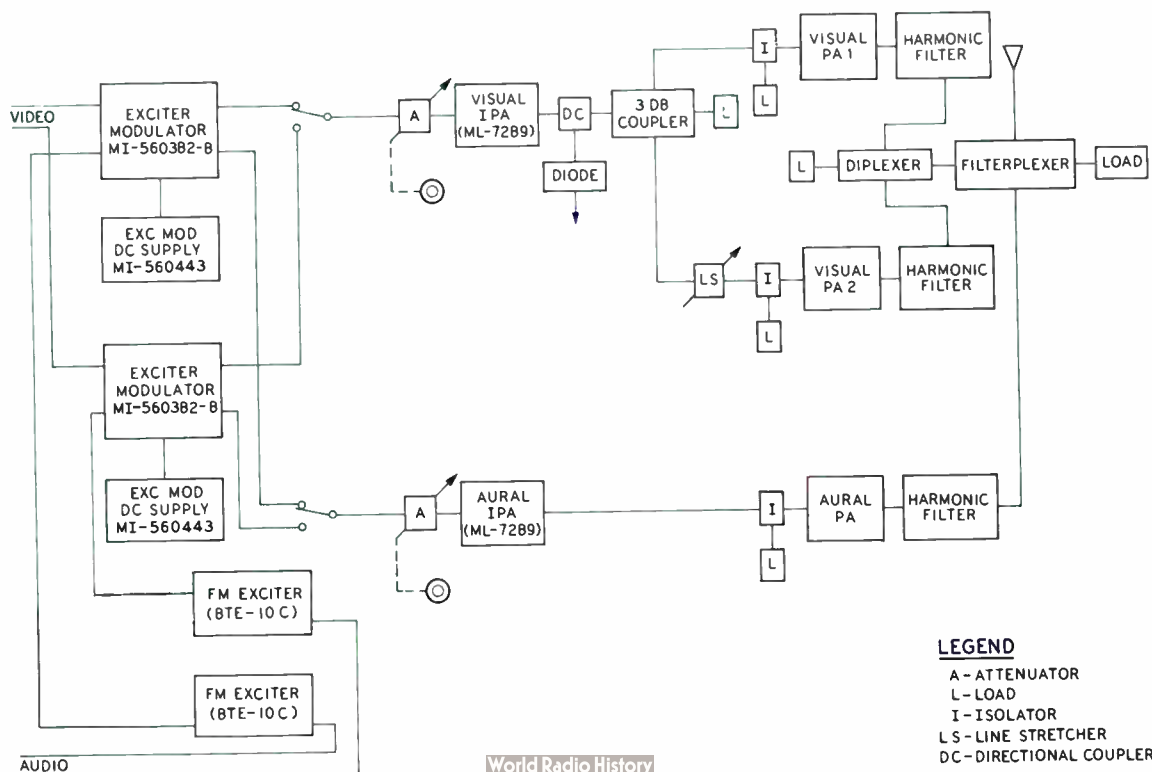 VIDEO
EXCITER
MODULATOR
MI-560382-B
EXC MOD
DC SUPPLY
MI-560443
EXCITER
MODULATOR
MI-560382-B
EXC MOD
DC SUPPLY
MI-560443
FM EXCITER
(BTE-10C)
FM EXCITER
(BTE-10C)
AUDIO
A
VISUAL
IPA
(ML-7289)
DC
DIODE
3 DB
COUPLER
L
I
L
VISUAL
PA 1
HARMONIC
FILTER
L
DIPLEXER
FILTERPLEXER
LOAD
LS
I
L
VISUAL
PA 2
HARMONIC
FILTER
A
AURAL
IPA
(ML-7289)
I
L
AURAL
PA
HARMONIC
FILTER
LEGEND
A-ATTENUATOR
L-LOAD
I-ISOLATOR
LS-LINE STRETCHER
DC-DIRECTIONAL COUPLER
World Radio History